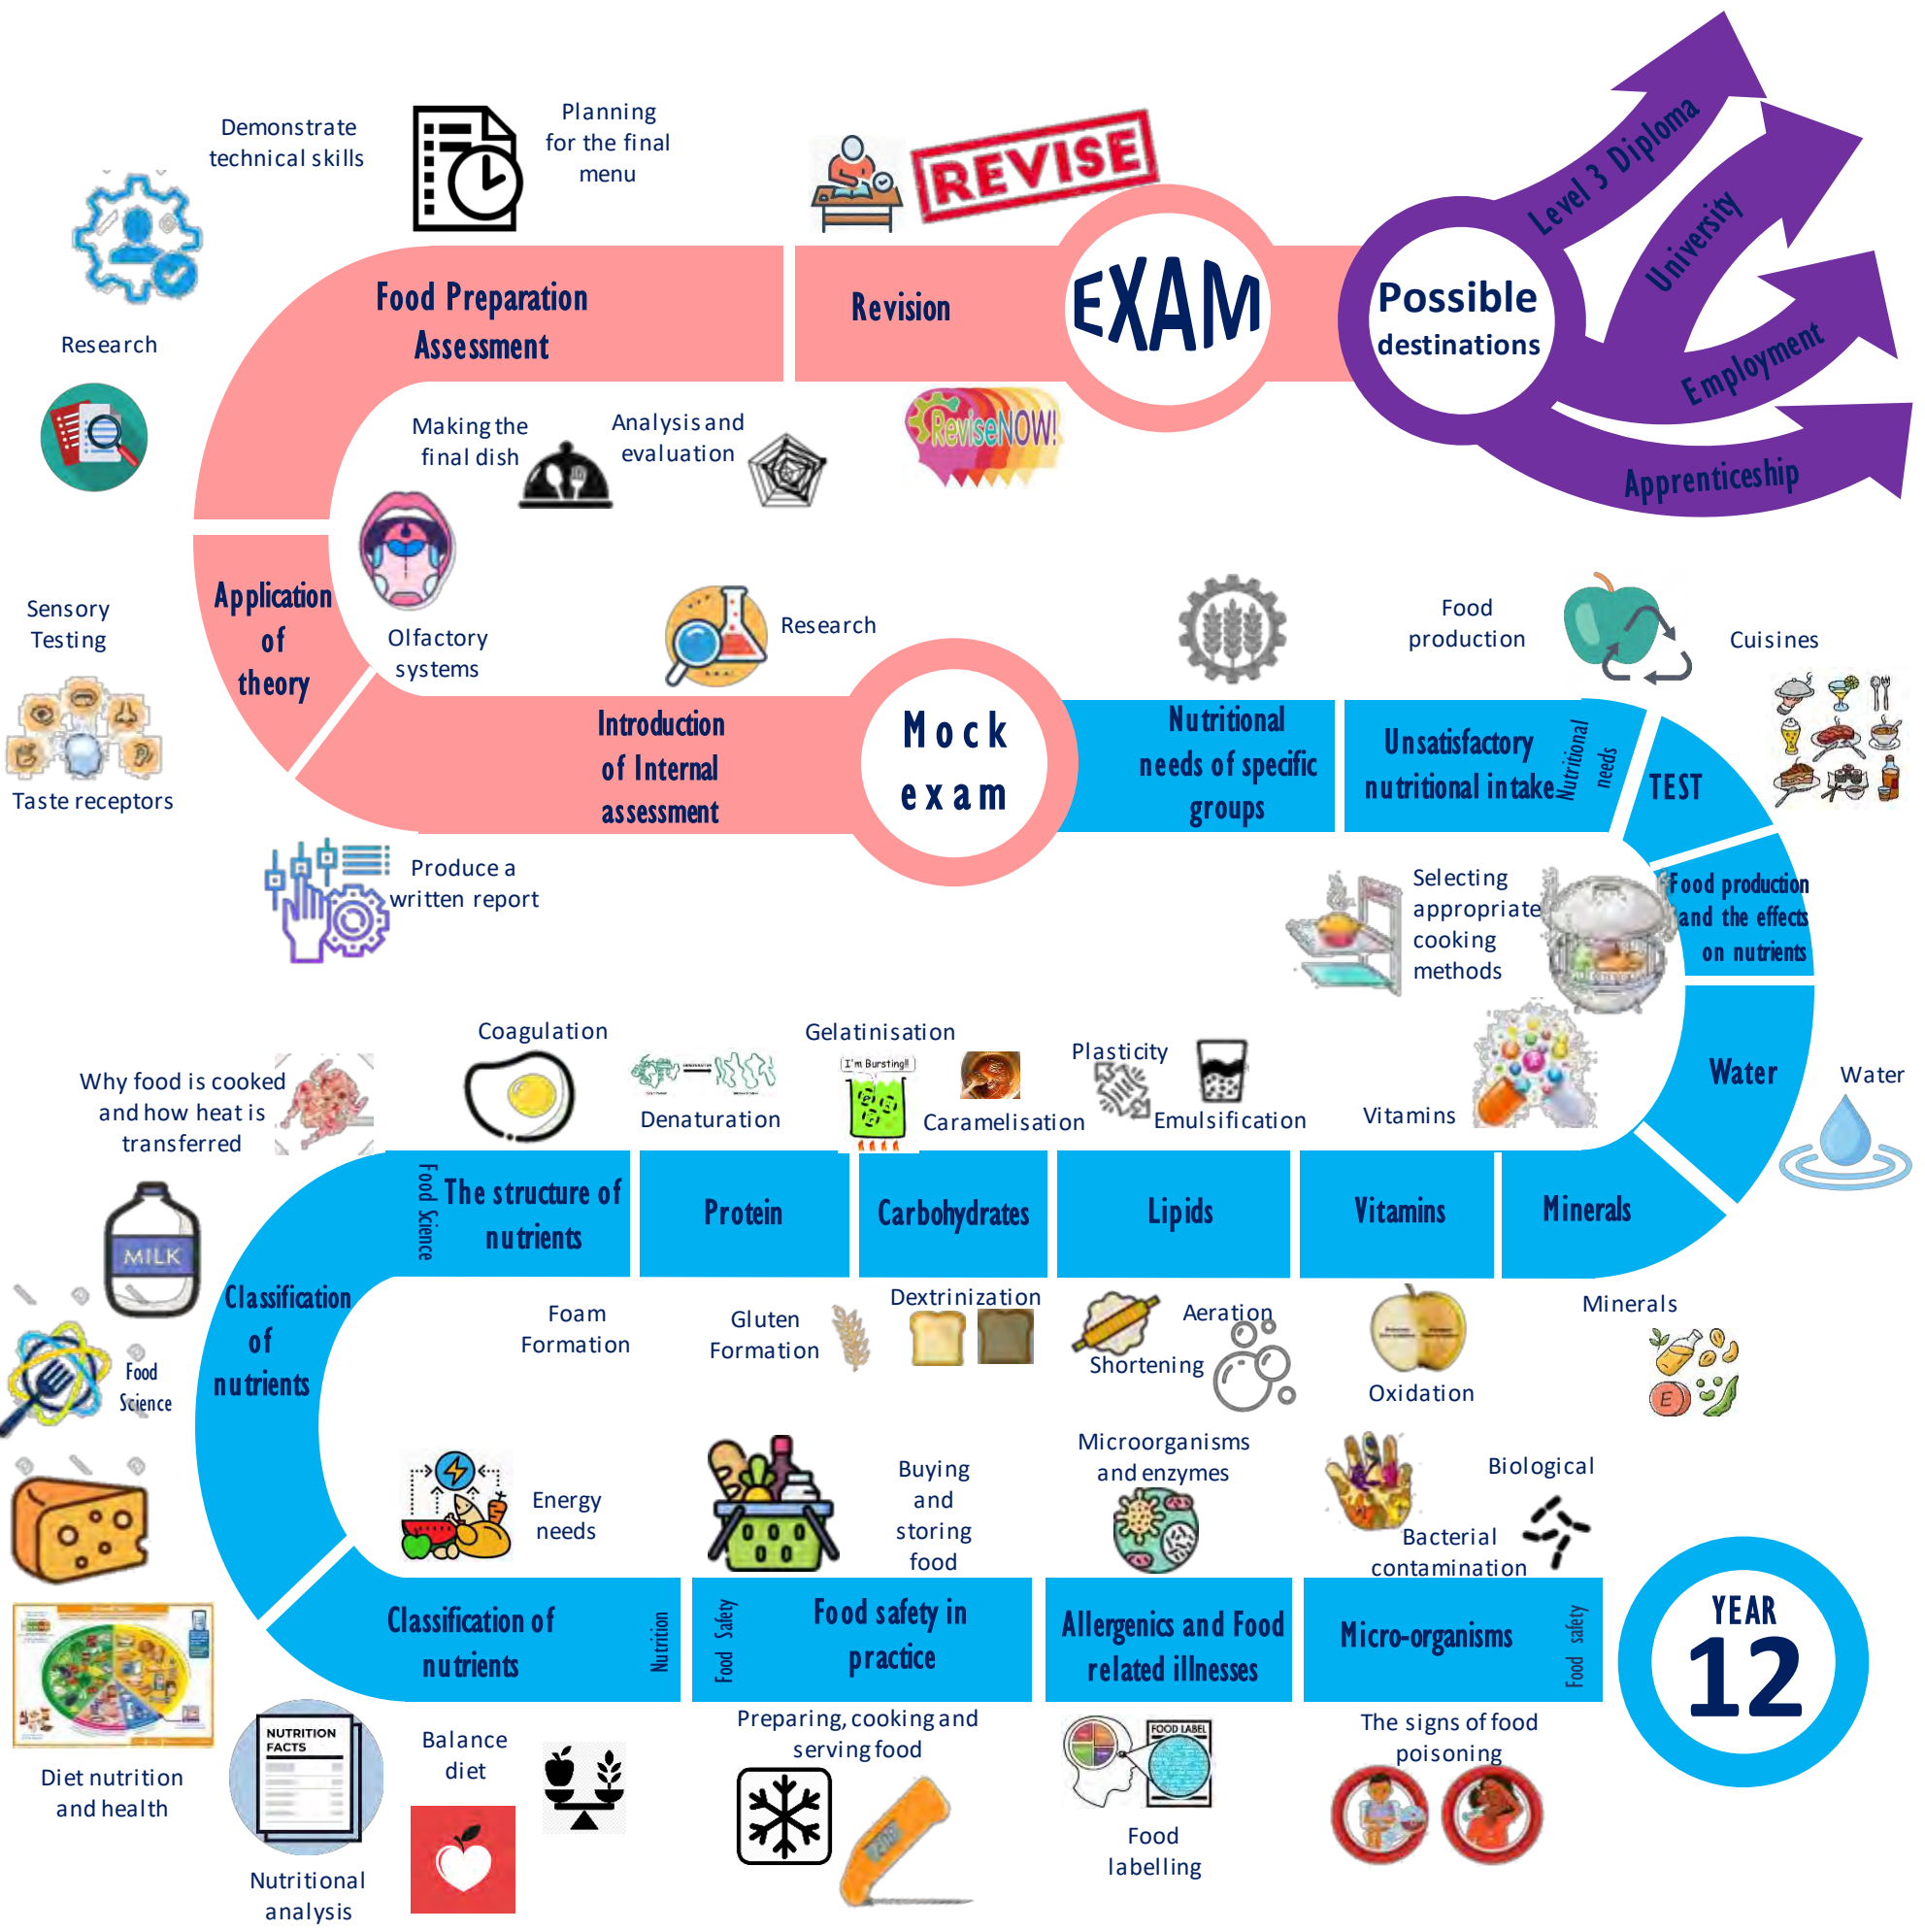 Demonstrate
technical skills
Planning
for the final
menu
REVISE
Level 3 Diploma
University
Employment
Apprenticeship
Possible
destinations
EXAM
Revision
Food Preparation
Assessment
Research
Making the
final dish
Analysis and
evaluation
ReviseNOW!
Application
of
theory
Sensory
Testing
Taste receptors
Olfactory
systems
Research
Introduction
of Internal
assessment
Produce a
written report
Mock
exam
Nutritional
needs of specific
groups
Unsatisfactory
nutritional intake
Nutritional
needs
Food
production
Cuisines
TEST
Food production
and the effects
on nutrients
Selecting
appropriate
cooking
methods
Water
Water
Vitamins
Why food is cooked
and how heat is
transferred
Coagulation
Denaturation
Gelatinisation
I'm Bursting!!
Caramelisation
Plasticity
Emulsification
Food Science
The structure of
nutrients
Protein
Carbohydrates
Lipids
Vitamins
Minerals
MILK
Classification
of
nutrients
Food
Science
Foam
Formation
Gluten
Formation
Dextrinization
Shortening
Aeration
Oxidation
Minerals
E
Energy
needs
Buying
and
storing
food
Microorganisms
and enzymes
Biological
Bacterial
contamination
Classification of
nutrients
Nutrition
Food Safety
Food safety in
practice
Allergenics and Food
related illnesses
Micro-organisms
Food safety
YEAR
12
Diet nutrition
and health
NUTRITION
FACTS
Nutritional
analysis
Balance
diet
Preparing, cooking and
serving food
FOOD LABEL
Food
labelling
The signs of food
poisoning